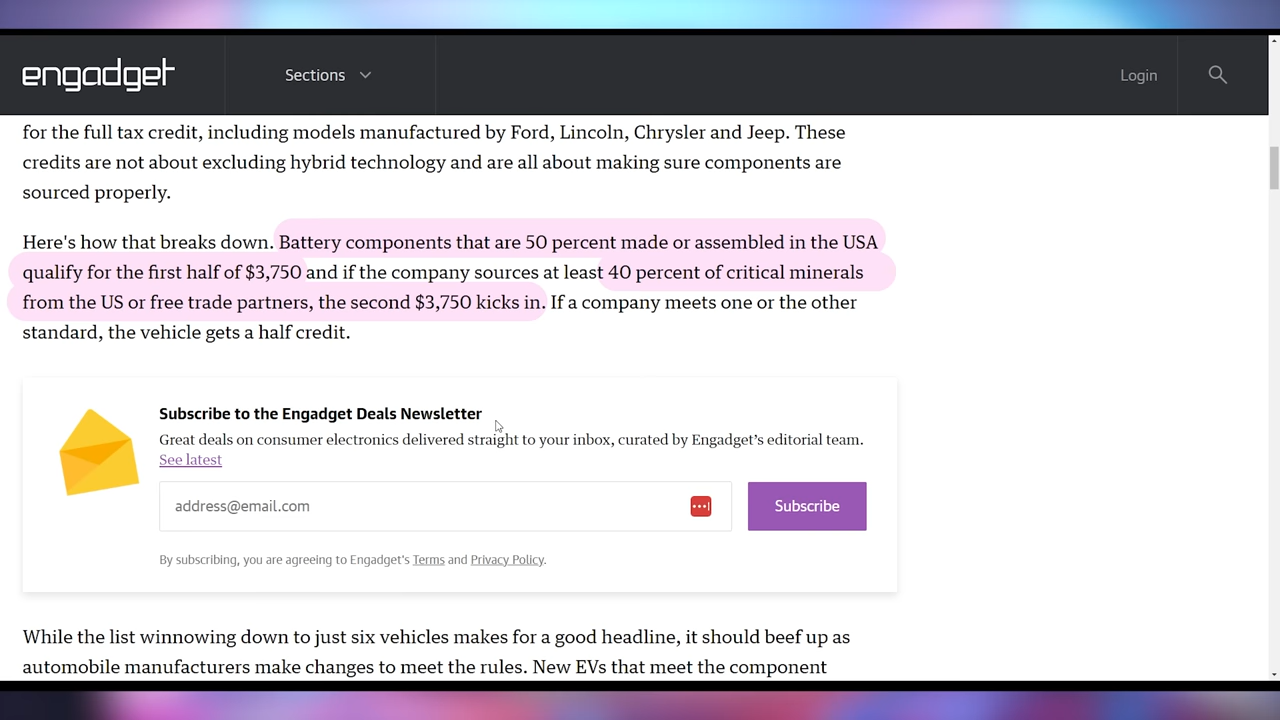 engadget
Sections
Login
for the full tax credit, including models manufactured by Ford, Lincoln, Chrysler and Jeep. These
credits are not about excluding hybrid technology and are all about making sure components are
sourced properly.
Here's how that breaks down. Battery components that are 50 percent made or assembled in the USA
qualify for the first half of $3,750 and if the company sources at least 40 percent of critical minerals
from the US or free trade partners, the second $3,750 kicks in. If a company meets one or the other
standard, the vehicle gets a half credit.
Subscribe to the Engadget Deals Newsletter
Great deals on consumer electronics delivered straight to your inbox, curated by Engadget’s editorial team.
See latest
address@email.com
Subscribe
By subscribing, you are agreeing to Engadget's Terms and Privacy Policy.
While the list winnowing down to just six vehicles makes for a good headline, it should beef up as
automobile manufacturers make changes to meet the rules. New EVs that meet the component